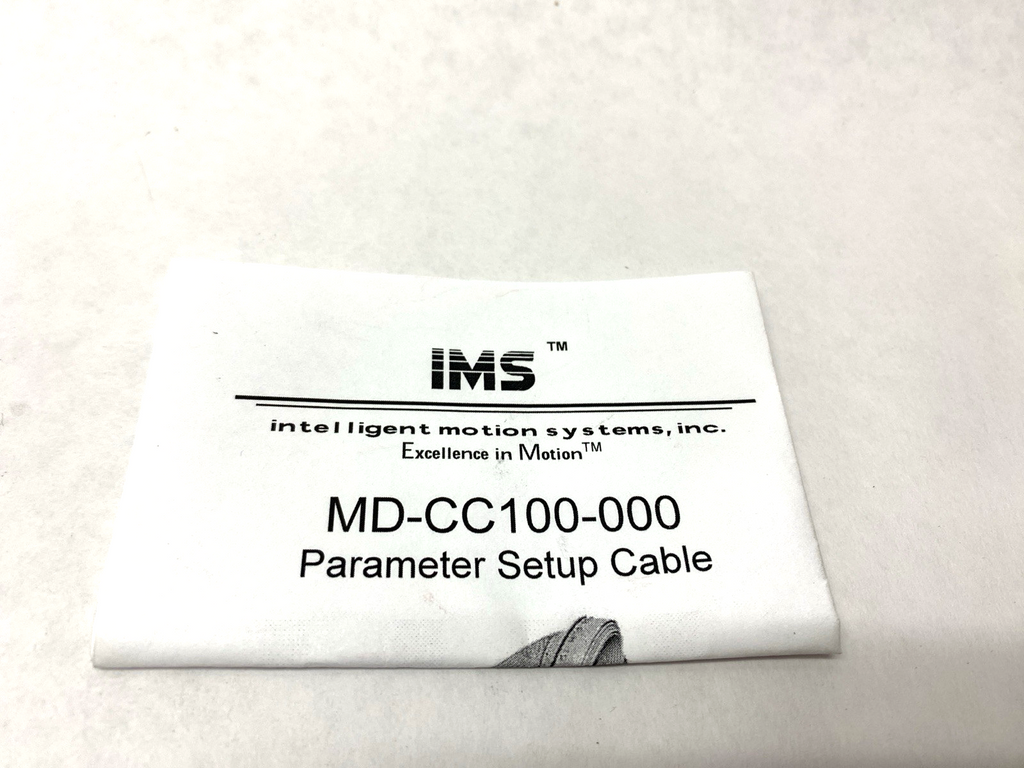 IMS™
intelligent motion systems, inc.
Excellence in Motion™
MD-CC100-000
Parameter Setup Cable